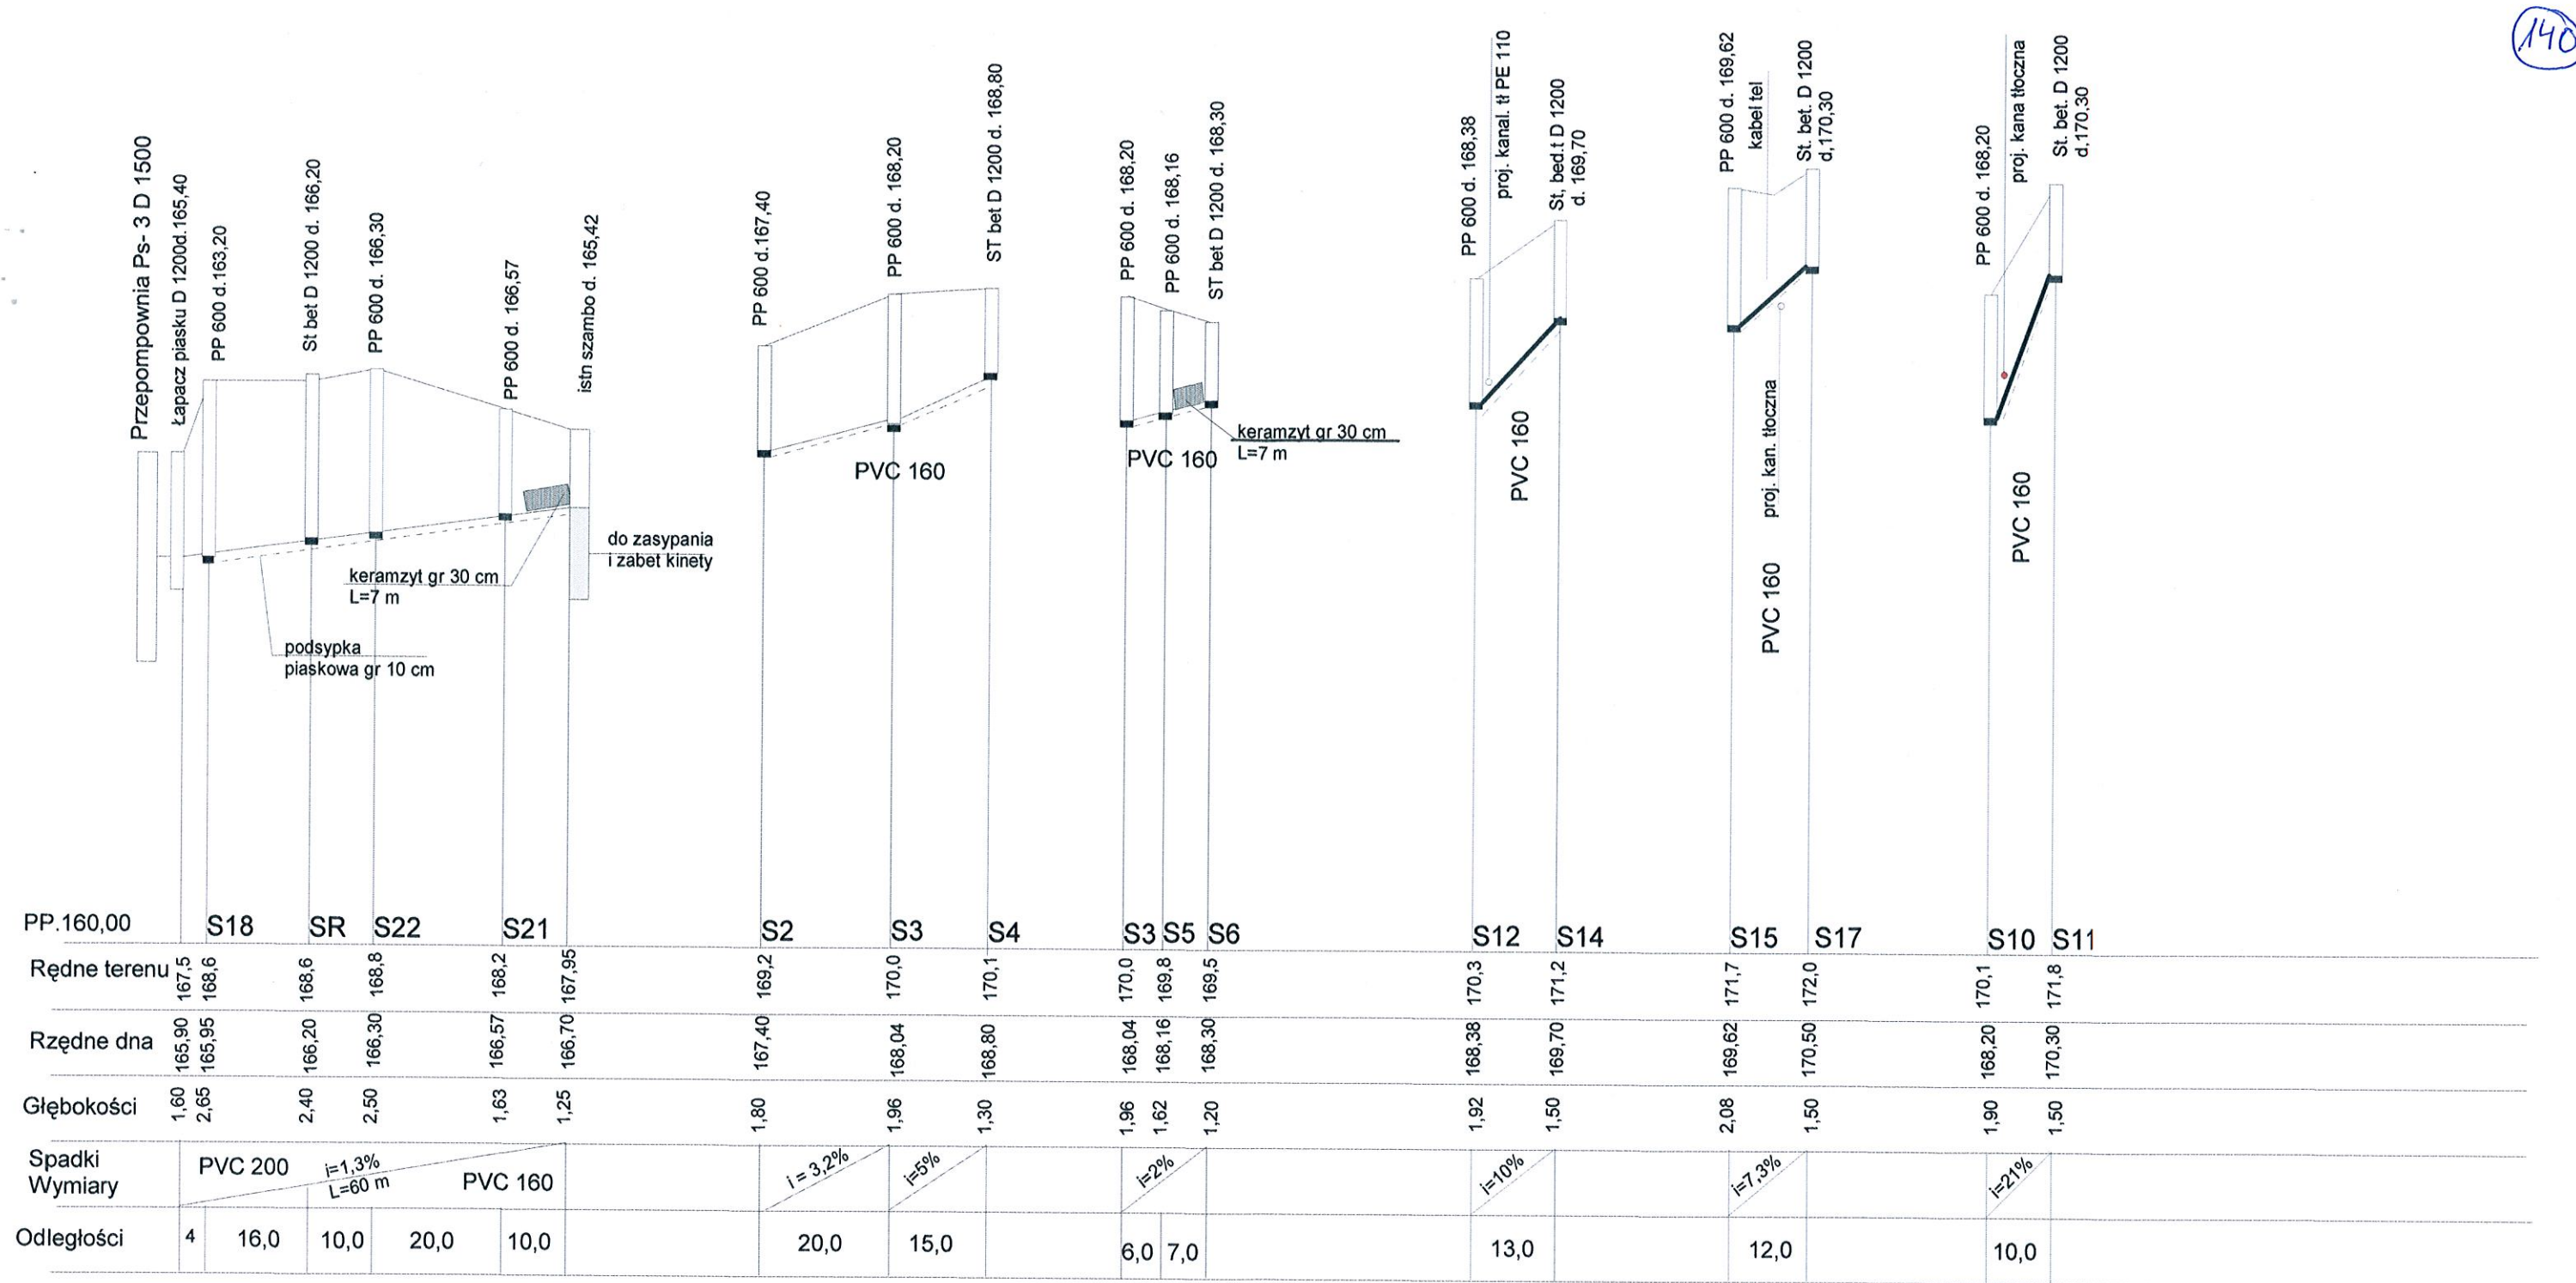 140
Przepompownia Ps- 3 D 1500
Łapacz piasku D 1200d.165,40
PP 600 d.163,20
St bet D 1200 d. 166,20
PP 600 d. 166,30
PP 600 d. 166,57
istn szambo d. 165,42
PP 600 d.167,40
PP 600 d. 168,20
ST bet D 1200 d. 168,80
PP 600 d. 168,20
PP 600 d. 168,16
ST bet D 1200 d. 168,30
PP 600 d. 168,38
proj. kanal. tł PE 110
St, bed.t D 1200
d. 169,70
PP 600 d. 169,62
kabel tel
St. bet. D 1200
d,170,30
PP 600 d. 168,20
proj. kana tłoczna
St. bet. D 1200
d.170.30
keramzyt gr 30 cm
L=7 m
podsypka
piaskowa gr 10 cm
do zasypania
i zabet kinety
PVC 160
PVC 160
keramzyt gr 30 cm
L=7 m
PVC 160
proj. kan. tłoczna
PVC 160
PVC 160
PP.160,00 S18 SR S22 S21 S2 S3 S4 S3 S5 S6 S12 S14 S15 S17 S10 S11
Rędne terenu 167,5 168,6 168,6 168,8 168,2 167,95 169,2 170,0 170,1 170,0 169,8 169,5 170,3 171,2 171,7 172,0 170,1 171,8
Rzędne dna 165,90 165,95 166,20 166,30 166,57 166,70 167,40 168,04 168,80 168,04 168,16 168,30 168,38 169,70 169,62 170,50 168,20 170,30
Głębokości 1,60 2,65 2,40 2,50 1,63 1,25 1,80 1,96 1,30 1,96 1,62 1,20 1,92 1,50 2,08 1,50 1,90 1,50
Spadki
Wymiary
PVC 200 i=1,3%
L=60 m PVC 160
i = 3,2% i=5% i=2% i=10% i=7,3% i=21%
Odległości 4 16,0 10,0 20,0 10,0 20,0 15,0 6,0 7,0 13,0 12,0 10,0